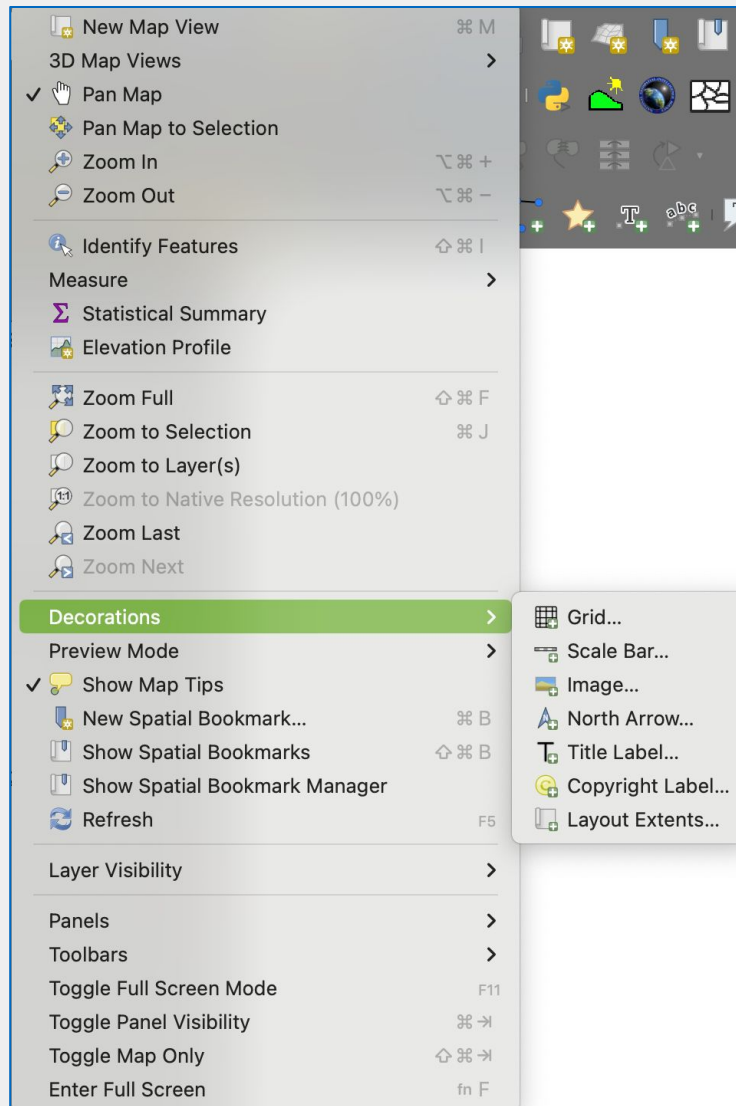 New Map View ⌘ M
3D Map Views
Pan Map
Pan Map to Selection
Zoom In ⌥ ⌘ +
Zoom Out ⌥ ⌘ −
Identify Features ⇧ ⌘ I
Measure
Statistical Summary
Elevation Profile
Zoom Full ⇧ ⌘ F
Zoom to Selection ⌘ J
Zoom to Layer(s)
Zoom to Native Resolution (100%)
Zoom Last
Zoom Next
Decorations
Preview Mode
Show Map Tips
New Spatial Bookmark... ⌘ B
Show Spatial Bookmarks ⇧ ⌘ B
Show Spatial Bookmark Manager
Refresh F5
Layer Visibility
Panels
Toolbars
Toggle Full Screen Mode F11
Toggle Panel Visibility ⌘ ⇥
Toggle Map Only ⇧ ⌘ ⇥
Enter Full Screen fn F
Grid...
Scale Bar...
Image...
North Arrow...
Title Label...
Copyright Label...
Layout Extents...